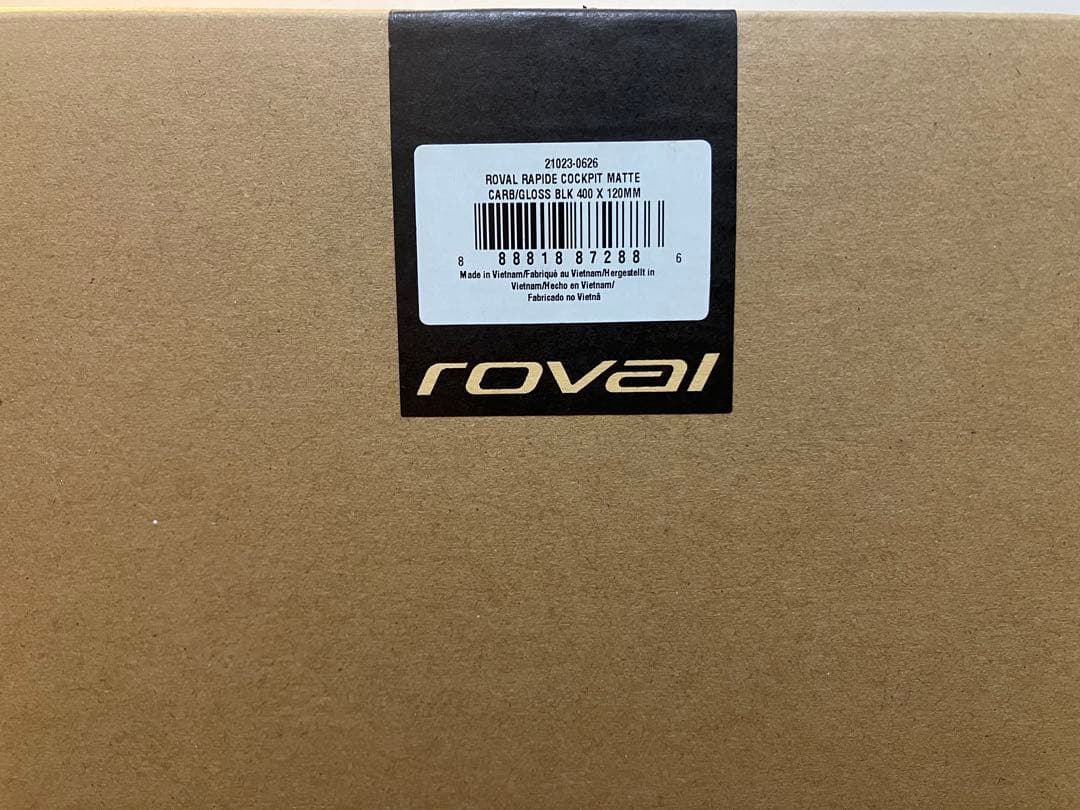 21023-0626
ROVAL RAPIDE COCKPIT MATTE
CARB/GLOSS BLK 400 X 120MM
8 88818 87288 6
Made in Vietnam/Fabriqué au Vietnam/Hergestellt in
Vietnam/Hecho en Vietnam/
Fabricado no Vietnã
roval